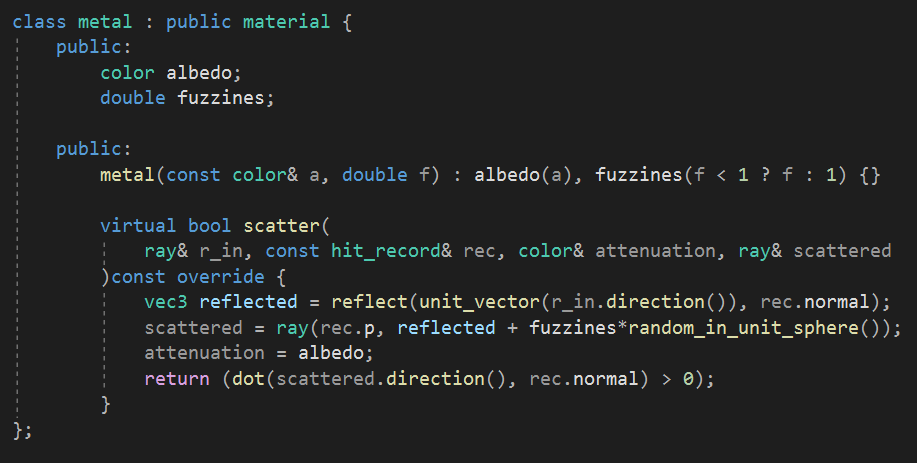 class metal : public material {
    public:
        color albedo;
        double fuzzines;

    public:
        metal(const color& a, double f) : albedo(a), fuzzines(f < 1 ? f : 1) {}

        virtual bool scatter(
            ray& r_in, const hit_record& rec, color& attenuation, ray& scattered
        )const override {
            vec3 reflected = reflect(unit_vector(r_in.direction()), rec.normal);
            scattered = ray(rec.p, reflected + fuzzines*random_in_unit_sphere());
            attenuation = albedo;
            return (dot(scattered.direction(), rec.normal) > 0);
        }
};